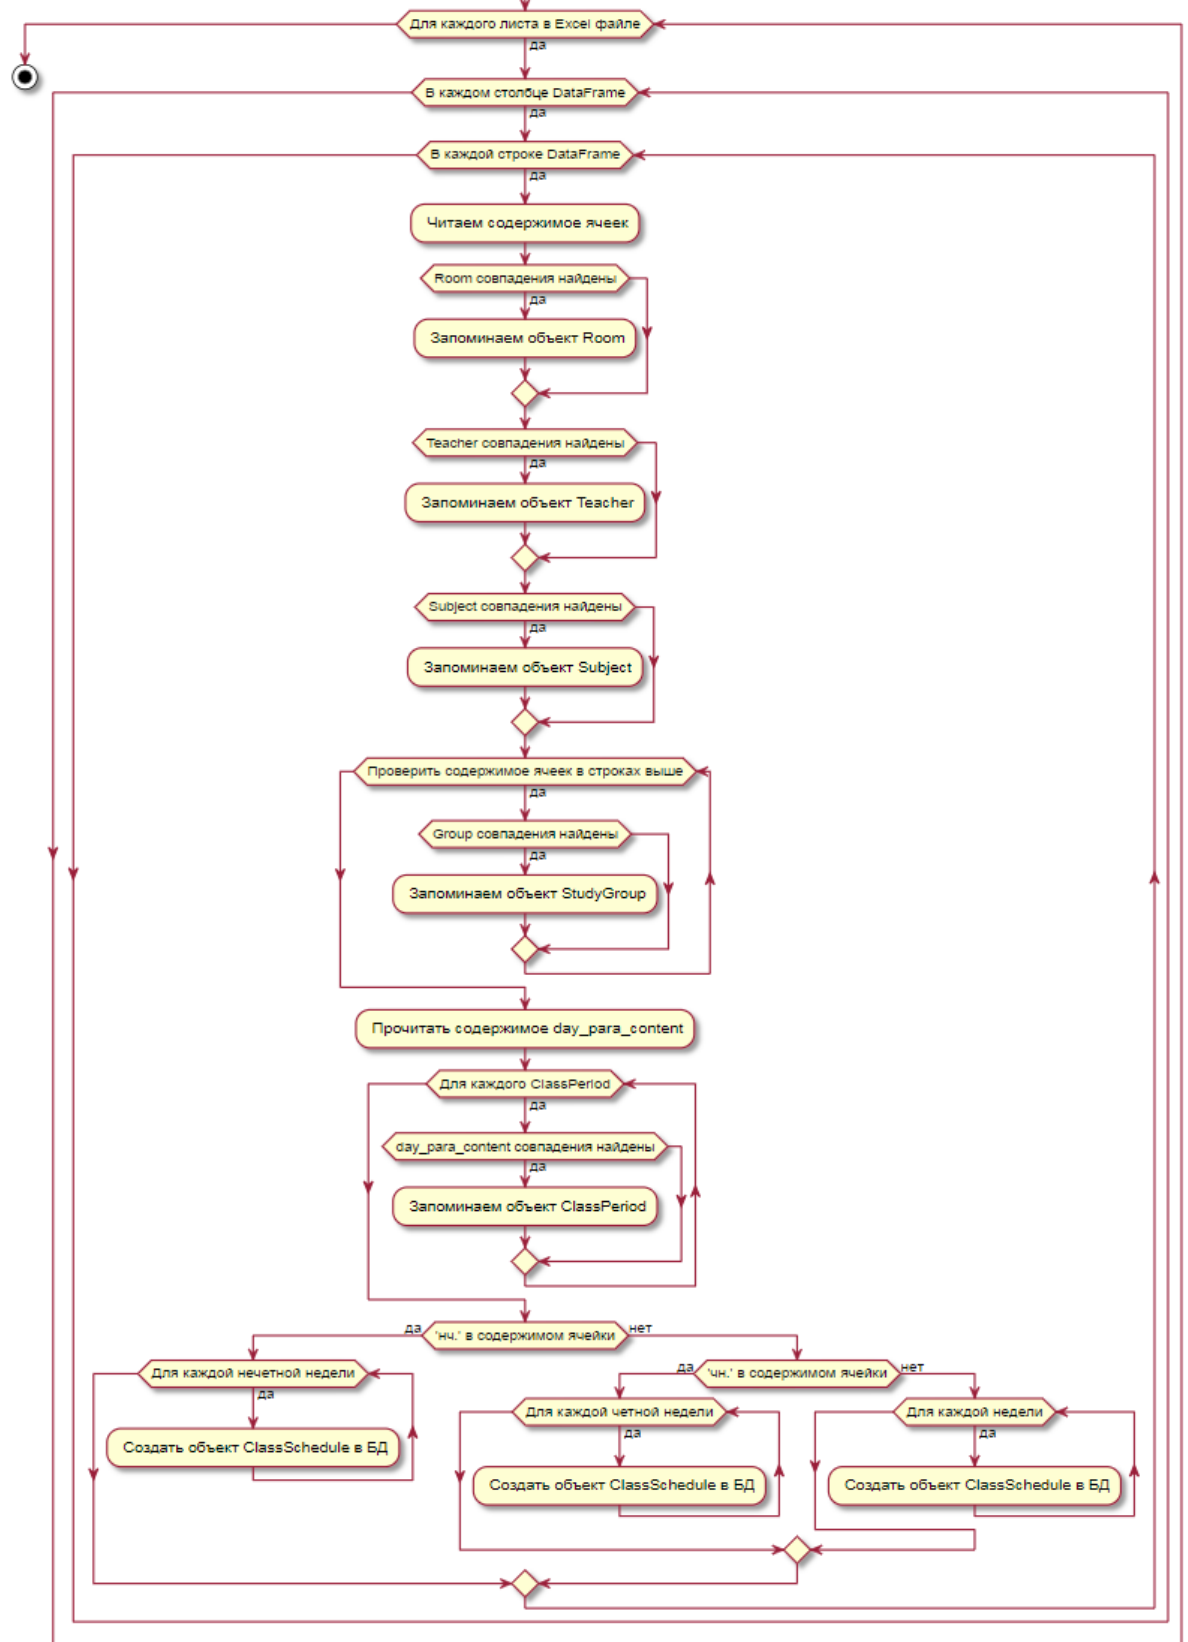 Для каждого листа в Excel файле
да
В каждом столбце DataFrame
да
В каждой строке DataFrame
да
Читаем содержимое ячеек
Room совпадения найдены
да
Запоминаем объект Room
Teacher совпадения найдены
да
Запоминаем объект Teacher
Subject совпадения найдены
да
Запоминаем объект Subject
Проверить содержимое ячеек в строках выше
да
Group совпадения найдены
да
Запоминаем объект StudyGroup
Прочитать содержимое day_para_content
Для каждого ClassPeriod
да
day_para_content совпадения найдены
да
Запоминаем объект ClassPeriod
да 'нч.' в содержимом ячейки нет
Для каждой нечетной недели
да
Создать объект ClassSchedule в БД
да 'чн.' в содержимом ячейки нет
Для каждой четной недели
да
Создать объект ClassSchedule в БД
Для каждой недели
да
Создать объект ClassSchedule в БД